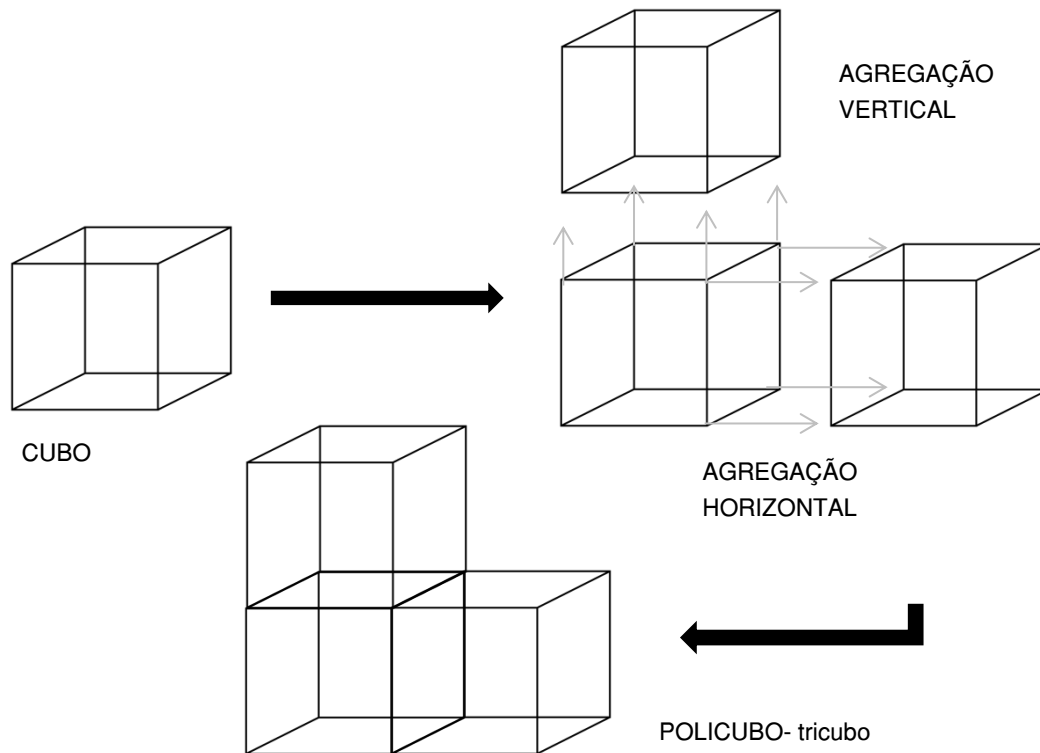 AGREGAÇÃO
VERTICAL
CUBO
AGREGAÇÃO
HORIZONTAL
POLICUBO- tricubo